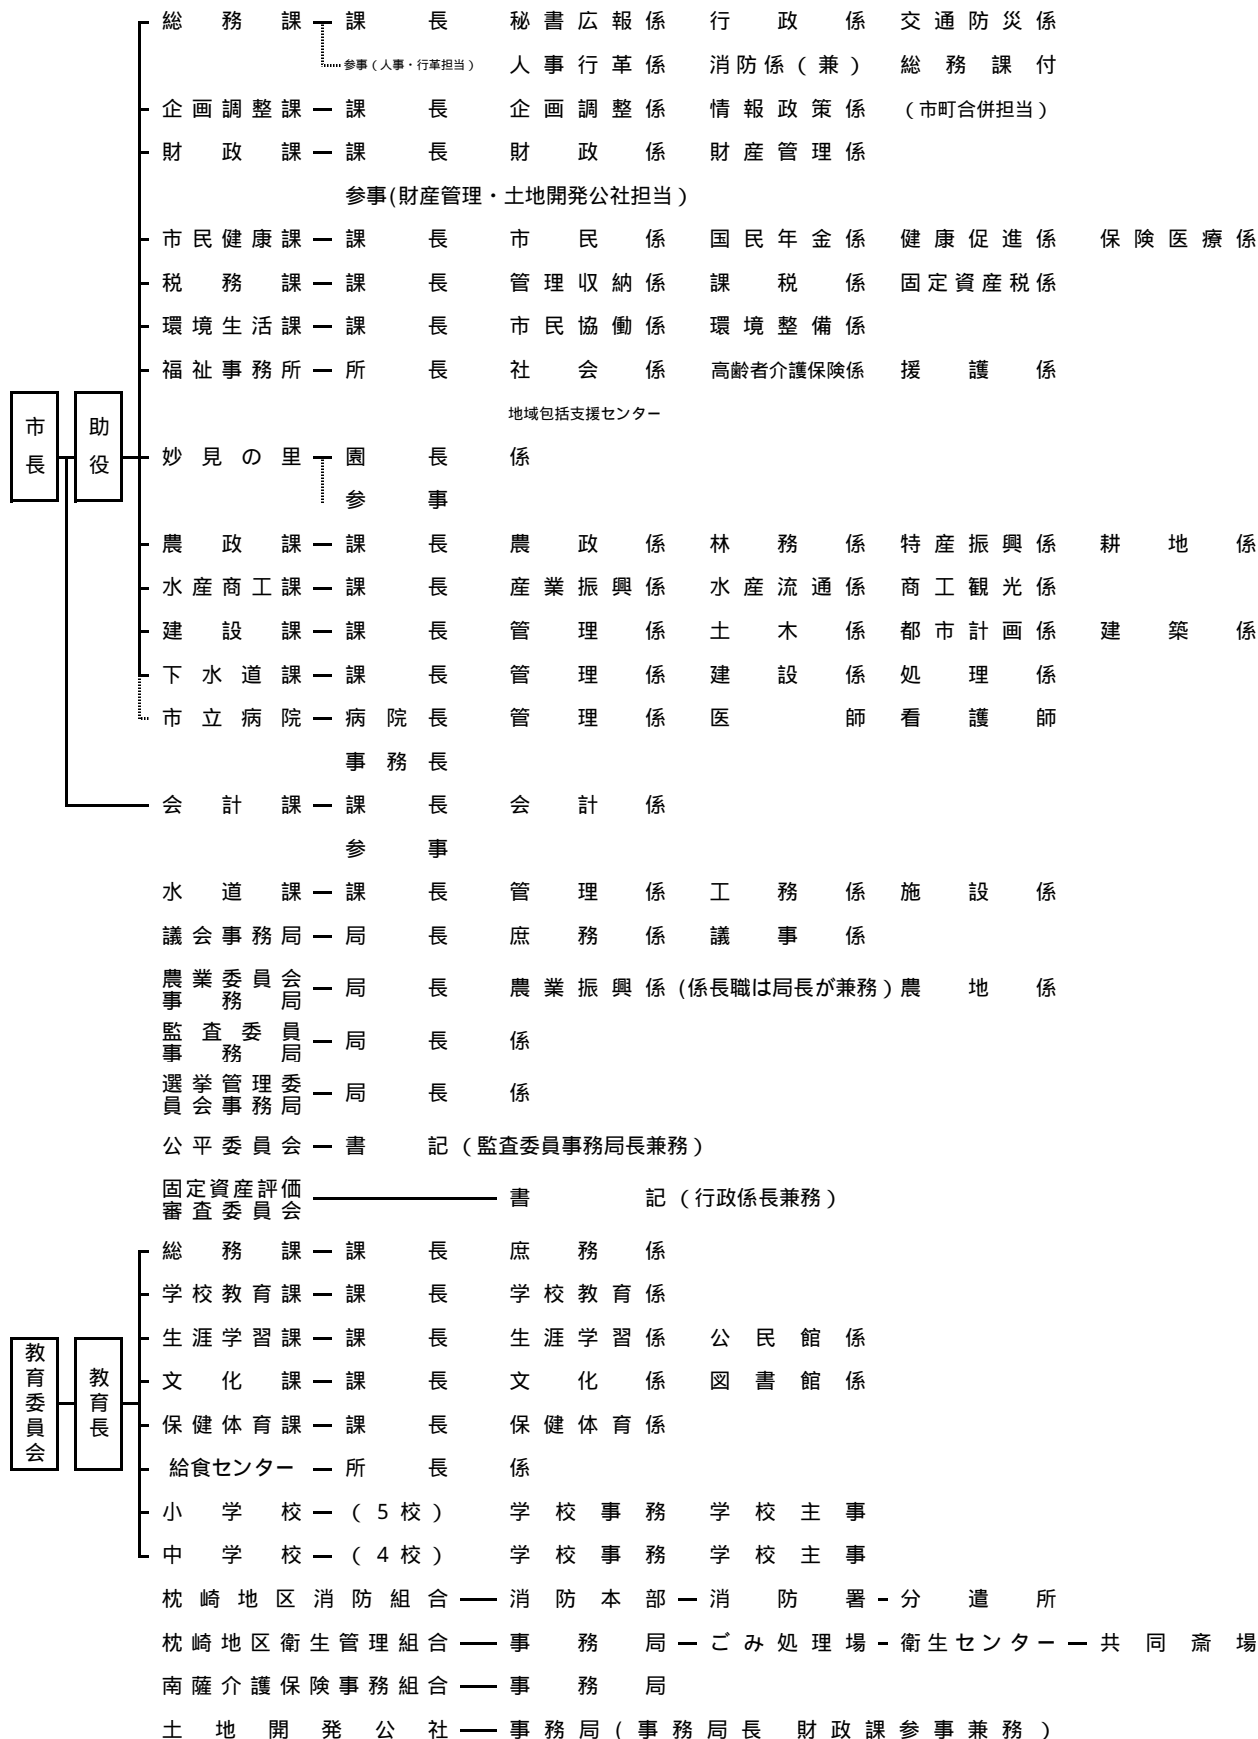 総務課 課長 秘書広報係 行政係 交通防災係
参事（人事・行革担当） 人事行革係 消防係（兼） 総務課付
企画調整課 課長 企画調整係 情報政策係 （市町合併担当）
財政課 課長 財政係 財産管理係
参事(財産管理・土地開発公社担当）
市民健康課 課長 市民係 国民年金係 健康促進係 保険医療係
税務課 課長 管理収納係 課税係 固定資産税係
環境生活課 課長 市民協働係 環境整備係
福祉事務所 所長 社会係 高齢者介護保険係 援護係
地域包括支援センター
市長 助役
妙見の里 園長 係
参事
農政課 課長 農政係 林務係 特産振興係 耕地係
水産商工課 課長 産業振興係 水産流通係 商工観光係
建設課 課長 管理係 土木係 都市計画係 建築係
下水道課 課長 管理係 建設係 処理係
市立病院 病院長 管理係 医師 看護師
事務長
会計課 課長 会計係
参事
水道課 課長 管理係 工務係 施設係
議会事務局 局長 庶務係 議事係
農業委員会
事務局 局長 農業振興係 (係長職は局長が兼務） 農地係
監査委員
事務局 局長 係
選挙管理委
員会事務局 局長 係
公平委員会 書記（監査委員事務局長兼務）
固定資産評価
審査委員会 書記（行政係長兼務）
総務課 課長 庶務係
学校教育課 課長 学校教育係
生涯学習課 課長 生涯学習係 公民館係
教育委員会 教育長
文化課 課長 文化係 図書館係
保健体育課 課長 保健体育係
給食センター 所長 係
小学校 （5校） 学校事務 学校主事
中学校 （4校） 学校事務 学校主事
枕崎地区消防組合 消防本部 消防署 分遣所
枕崎地区衛生管理組合 事務局 ごみ処理場 衛生センター 共同斎場
南薩介護保険事務組合 事務局
土地開発公社 事務局（事務局長 財政課参事兼務）